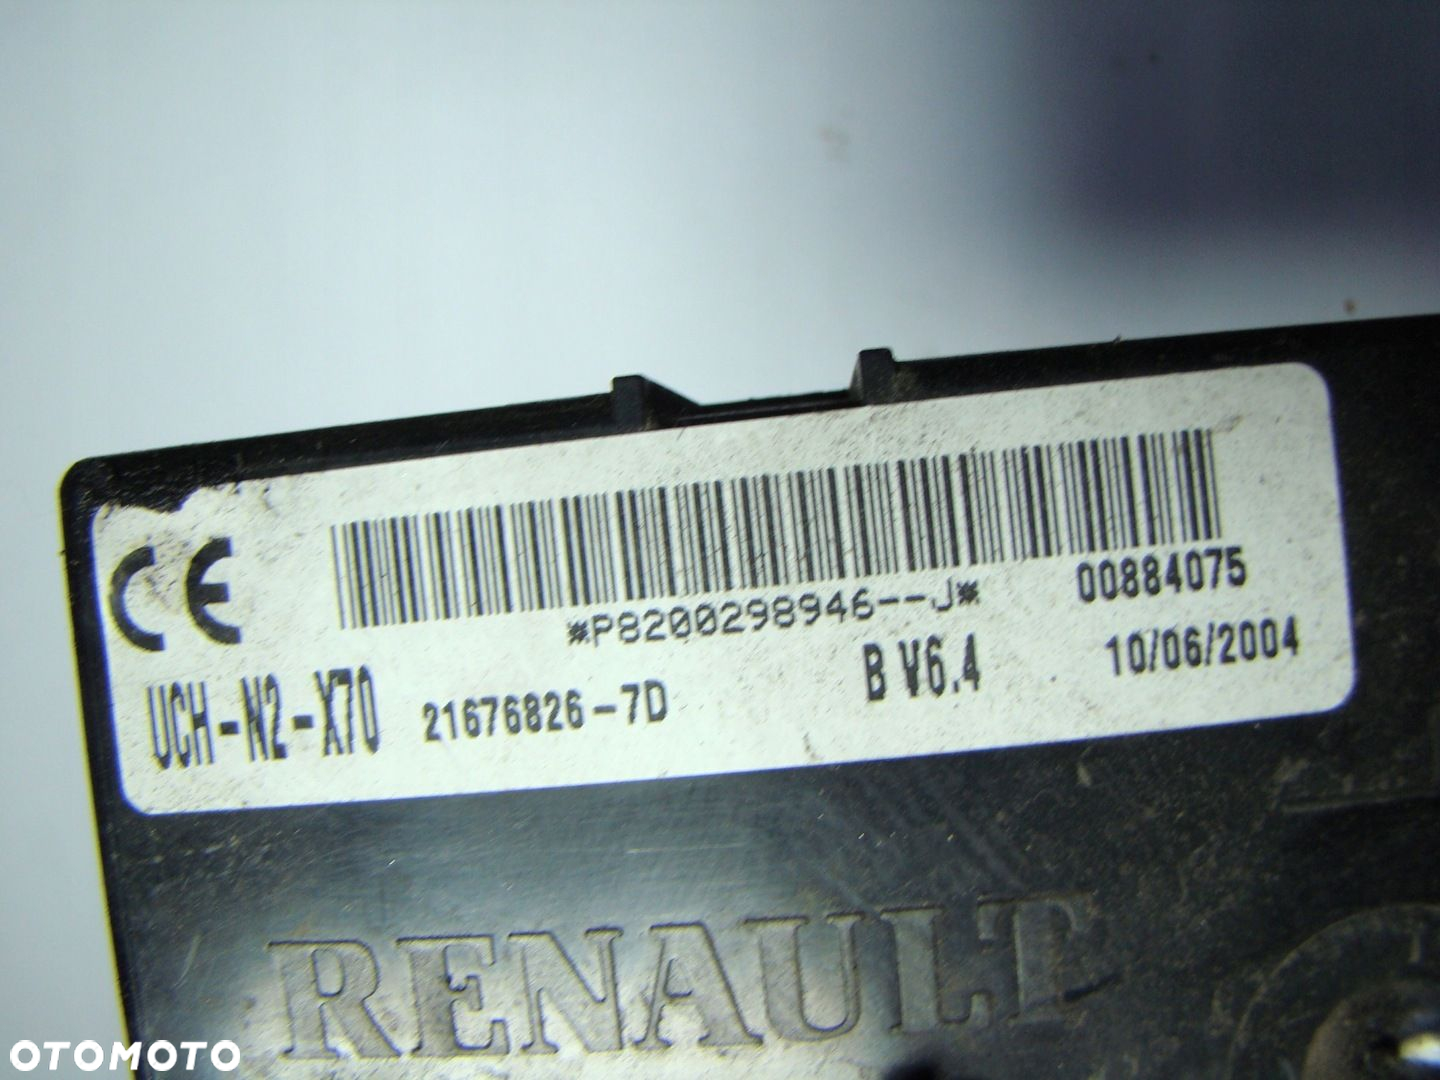 CE
*P8200298946--J*
00884075
UCH-N2-X70
21676826-7D
B V6.4
10/06/2004
RENAULT
OTOMOTO